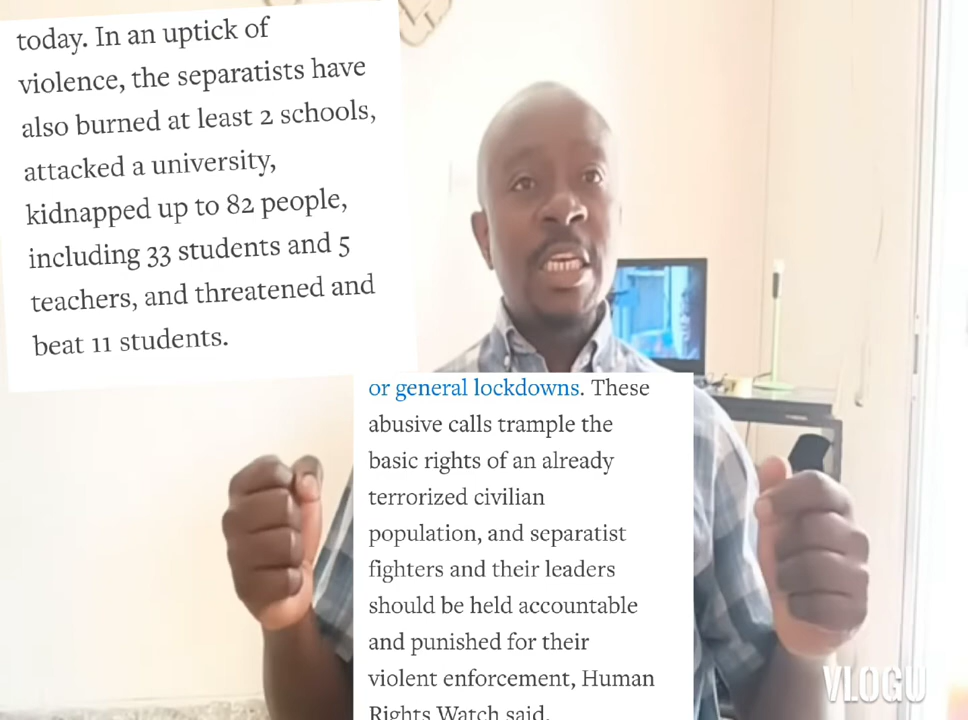 today. In an uptick of
violence, the separatists have
also burned at least 2 schools,
attacked a university,
kidnapped up to 82 people,
including 33 students and 5
teachers, and threatened and
beat 11 students.
or general lockdowns. These
abusive calls trample the
basic rights of an already
terrorized civilian
population, and separatist
fighters and their leaders
should be held accountable
and punished for their
violent enforcement, Human
Rights Watch said.
VLOGU